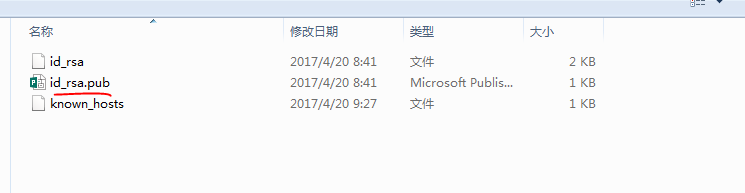 名称 修改日期 类型 大小
id_rsa 2017/4/20 8:41 文件 2 KB
id_rsa.pub 2017/4/20 8:41 Microsoft Publis... 1 KB
known_hosts 2017/4/20 9:27 文件 1 KB